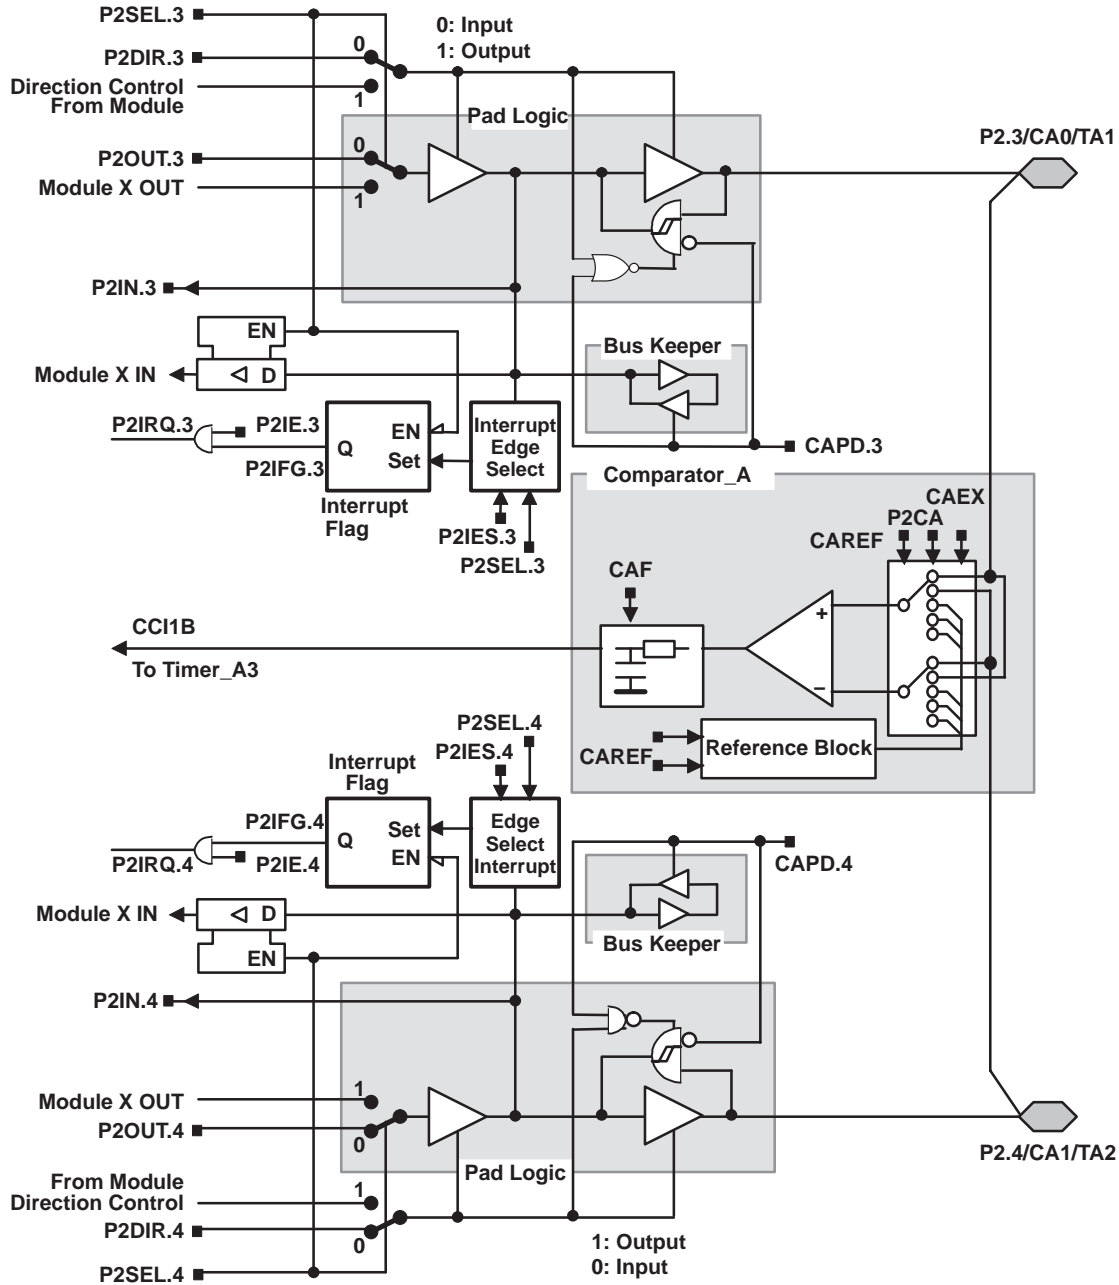 P2SEL.3
0: Input
1: Output
P2DIR.3
0
Direction Control
From Module
1
Pad Logic
P2.3/CA0/TA1
P2OUT.3
0
Module X OUT
1
P2IN.3
EN
Bus Keeper
Module X IN
D
P2IRQ.3
P2IE.3
P2IFG.3
Q
EN
Set
Interrupt
Edge
Select
CAPD.3
Interrupt
Flag
P2IES.3
P2SEL.3
Comparator_A
CAEX
P2CA
CAREF
CAF
+
CCI1B
To Timer_A3
−
P2SEL.4
P2IES.4
CAREF
Reference Block
Interrupt
Flag
P2IFG.4
P2IRQ.4
P2IE.4
Q
Set
EN
Edge
Select
Interrupt
CAPD.4
Module X IN
D
EN
Bus Keeper
P2IN.4
Module X OUT
1
P2OUT.4
0
P2.4/CA1/TA2
Pad Logic
From Module
Direction Control
1
P2DIR.4
0
1: Output
0: Input
P2SEL.4